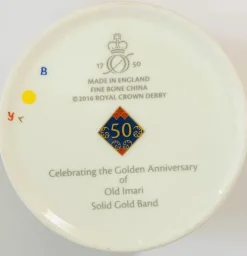 17 50
MADE IN ENGLAND
FINE BONE CHINA
© 2016 ROYAL CROWN DERBY
B
y
50
Celebrating the Golden Anniversary
of
Old Imari
Solid Gold Band